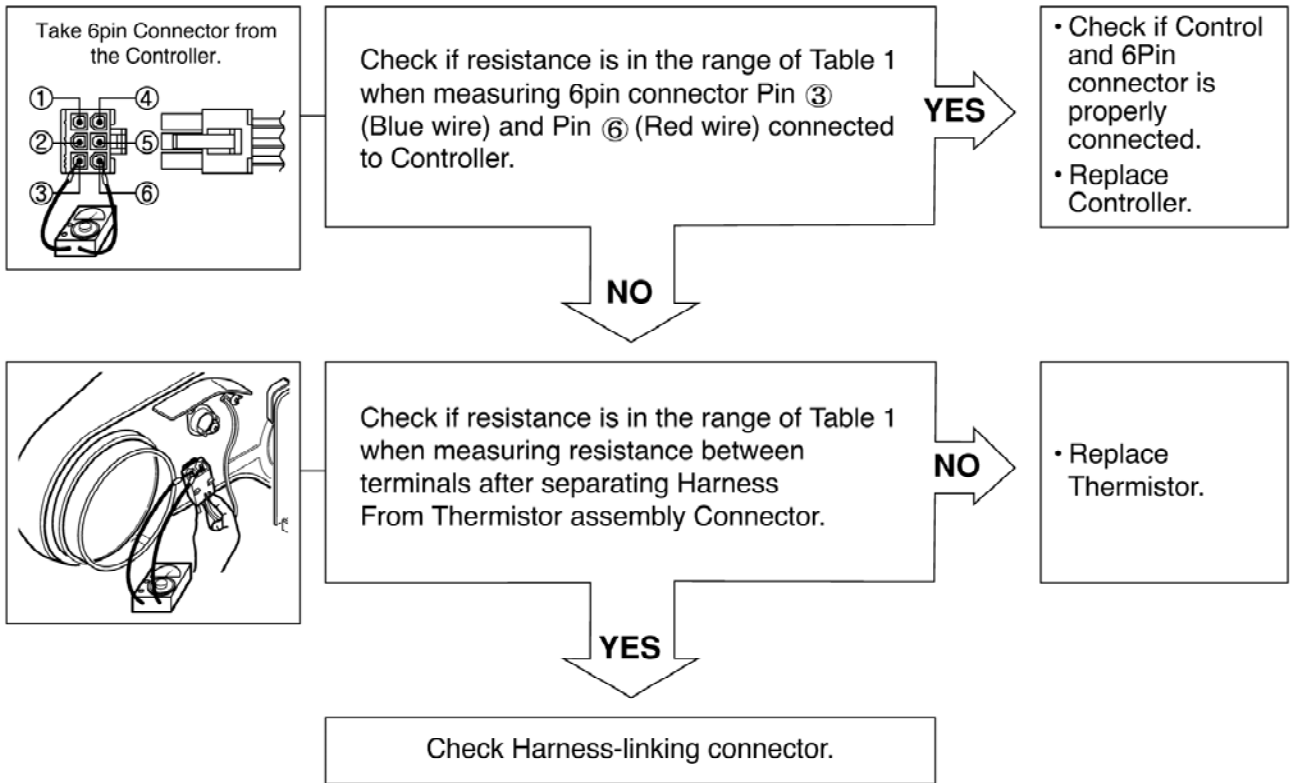 Take 6pin Connector from
the Controller.
①
④
②
⑤
③
⑥
Check if resistance is in the range of Table 1
when measuring 6pin connector Pin ③
(Blue wire) and Pin ⑥ (Red wire) connected
to Controller.
YES
• Check if Control
and 6Pin
connector is
properly
connected.
• Replace
Controller.
NO
Check if resistance is in the range of Table 1
when measuring resistance between
terminals after separating Harness
From Thermistor assembly Connector.
NO
• Replace
Thermistor.
YES
Check Harness-linking connector.